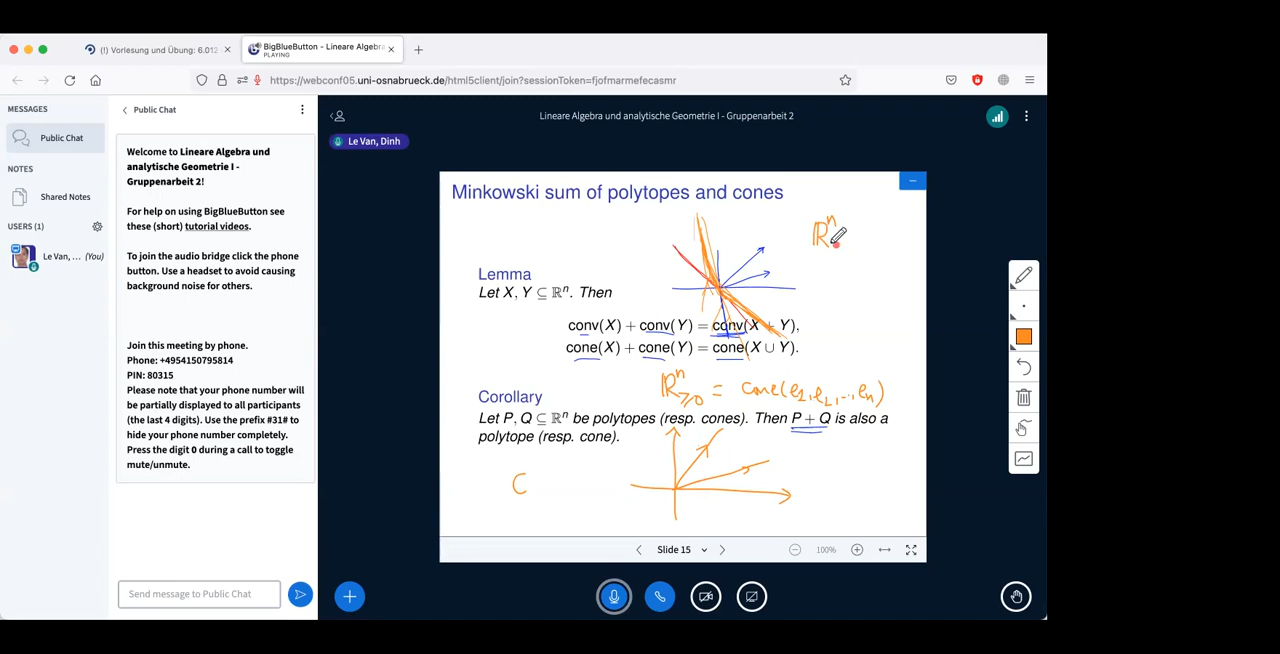 (!) Vorlesung und Übung: 6.012
BigBlueButton - Lineare Algebra
PLAYING
https://webconf05.uni-osnabrueck.de/html5client/join?sessionToken=fjofmarmefecasmr
MESSAGES
Public Chat
NOTES
Shared Notes
USERS (1)
Le Van, ... (You)
Public Chat
Welcome to Lineare Algebra und
analytische Geometrie I -
Gruppenarbeit 2!
For help on using BigBlueButton see
these (short) tutorial videos.
To join the audio bridge click the phone
button. Use a headset to avoid causing
background noise for others.
Join this meeting by phone.
Phone: +4954150795814
PIN: 80315
Please note that your phone number will
be partially displayed to all participants
(the last 4 digits). Use the prefix #31# to
hide your phone number completely.
Press the digit 0 during a call to toggle
mute/unmute.
Send message to Public Chat
Lineare Algebra und analytische Geometrie I - Gruppenarbeit 2
Le Van, Dinh
Minkowski sum of polytopes and cones
ℝⁿ
Lemma
Let X, Y ⊆ ℝⁿ. Then
conv(X) + conv(Y) = conv(X + Y),
cone(X) + cone(Y) = cone(X ∪ Y).
ℝⁿ≥0 = cone(e₁, e₂, ..., eₙ)
Corollary
Let P, Q ⊆ ℝⁿ be polytopes (resp. cones). Then P + Q is also a
polytope (resp. cone).
C
Slide 15
100%